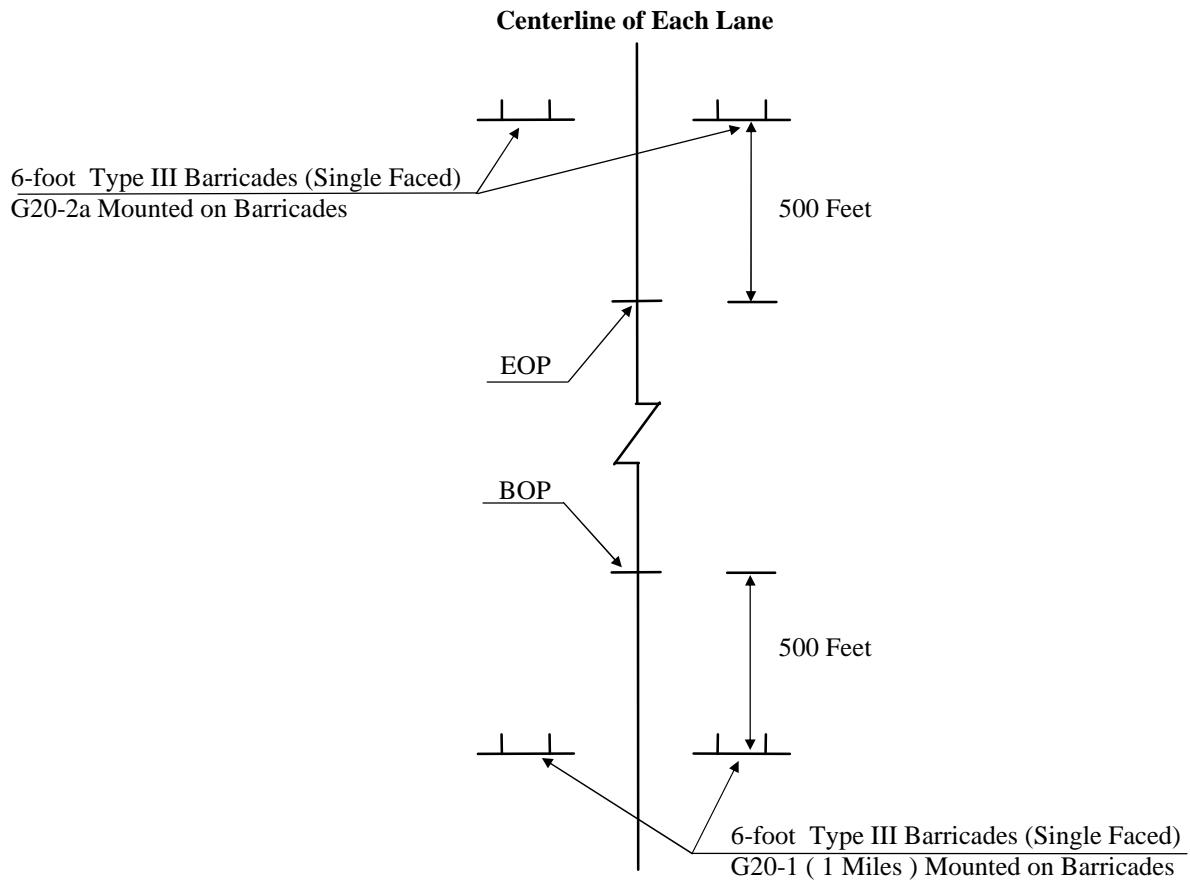 Centerline of Each Lane
6-foot Type III Barricades (Single Faced)
G20-2a Mounted on Barricades
500 Feet
EOP
BOP
500 Feet
6-foot Type III Barricades (Single Faced)
G20-1 ( 1 Miles ) Mounted on Barricades